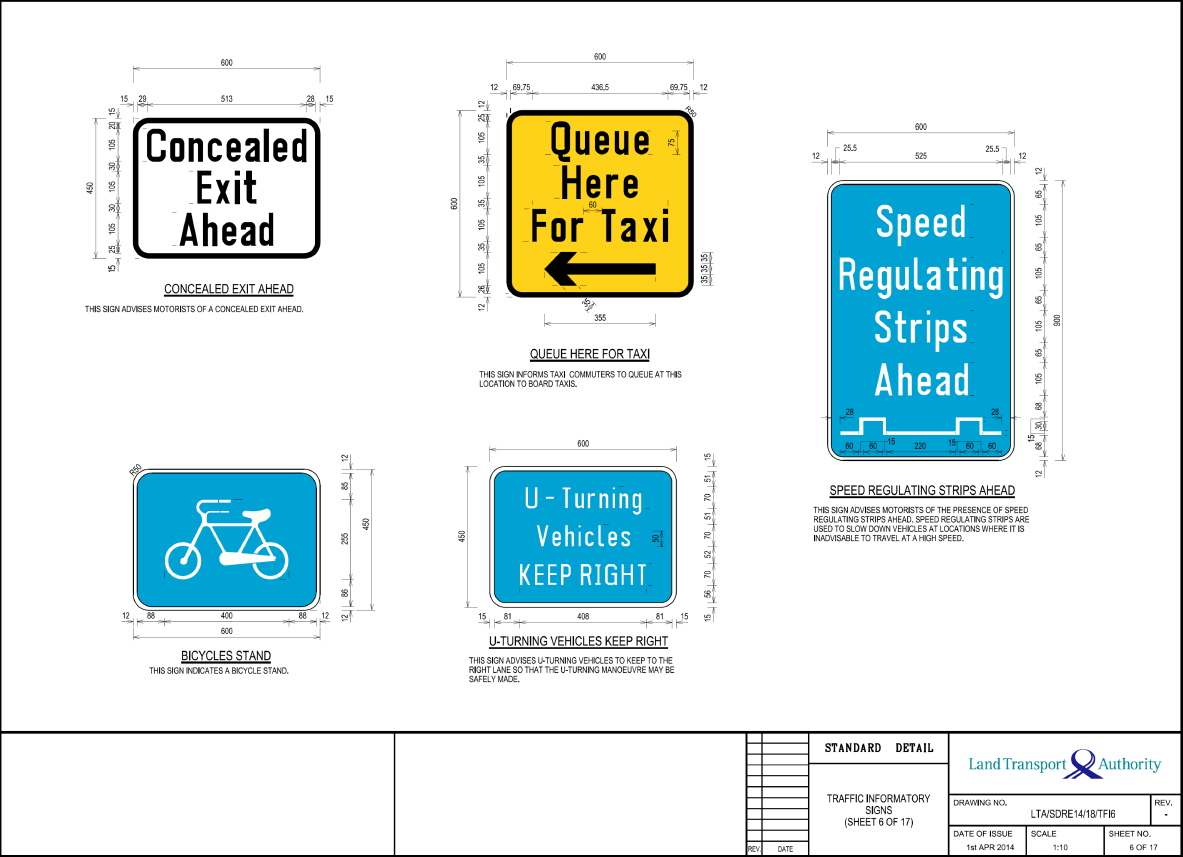 600
15 29 513 28 15
15
20
105
30
105
30
105
25
15
450
Concealed
Exit
Ahead
CONCEALED EXIT AHEAD
THIS SIGN ADVISES MOTORISTS OF A CONCEALED EXIT AHEAD.
600
12 69.75 436.5 69.75 12
R50
12
25
105
35
105
35
105
35
105
26
12
600
Queue
Here
For Taxi
75
60
35
35
35
355
QUEUE HERE FOR TAXI
THIS SIGN INFORMS TAXI COMMUTERS TO QUEUE AT THIS
LOCATION TO BOARD TAXIS.
600
12 25.5 525 25.5 12
Speed
Regulating
Strips
Ahead
12
65
105
65
105
65
105
65
105
68
30
15
68
12
900
28 28
60 60 15 220 15 60 60
SPEED REGULATING STRIPS AHEAD
THIS SIGN ADVISES MOTORISTS OF THE PRESENCE OF SPEED
REGULATING STRIPS AHEAD. SPEED REGULATING STRIPS ARE
USED TO SLOW DOWN VEHICLES AT LOCATIONS WHERE IT IS
INADVISABLE TO TRAVEL AT A HIGH SPEED.
R50
12
85
255
86
12
450
12 88 400 88 12
600
BICYCLES STAND
THIS SIGN INDICATES A BICYCLE STAND.
600
450
U - Turning
Vehicles
KEEP RIGHT
50
15
51
70
51
70
52
70
56
15
15 81 408 81 15
U-TURNING VEHICLES KEEP RIGHT
THIS SIGN ADVISES U-TURNING VEHICLES TO KEEP TO THE
RIGHT LANE SO THAT THE U-TURNING MANOEUVRE MAY BE
SAFELY MADE.
REV. DATE
STANDARD DETAIL
TRAFFIC INFORMATORY
SIGNS
(SHEET 6 OF 17)
Land Transport Authority
DRAWING NO. REV.
LTA/SDRE14/18/TFI6 -
DATE OF ISSUE SCALE SHEET NO.
1st APR 2014 1:10 6 OF 17